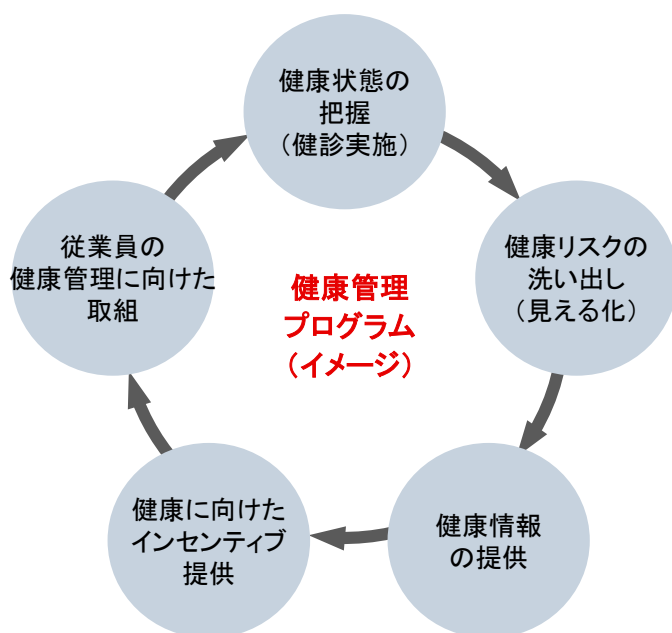 健康状態の
把握
（健診実施）
健康リスクの
洗い出し
（見える化）
健康情報
の提供
健康に向けた
インセンティブ
提供
従業員の
健康管理に向けた
取組
健康管理
プログラム
（イメージ）